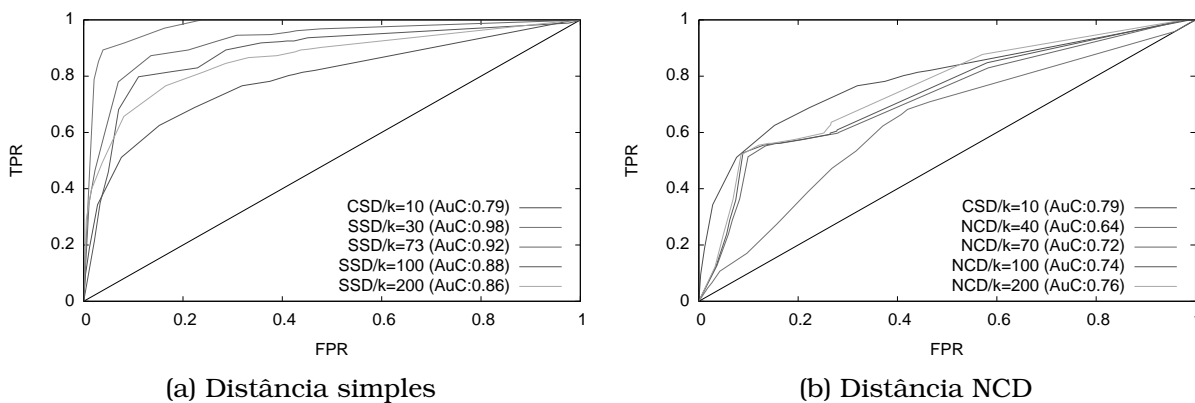 1
0.8
0.6
0.4
0.2
0
TPR
0 0.2 0.4 0.6 0.8 1
FPR
CSD/k=10 (AuC:0.79)
SSD/k=30 (AuC:0.98)
SSD/k=73 (AuC:0.92)
SSD/k=100 (AuC:0.88)
SSD/k=200 (AuC:0.86)
(a) Distância simples
1
0.8
0.6
0.4
0.2
0
TPR
0 0.2 0.4 0.6 0.8 1
FPR
CSD/k=10 (AuC:0.79)
NCD/k=40 (AuC:0.64)
NCD/k=70 (AuC:0.72)
NCD/k=100 (AuC:0.74)
NCD/k=200 (AuC:0.76)
(b) Distância NCD